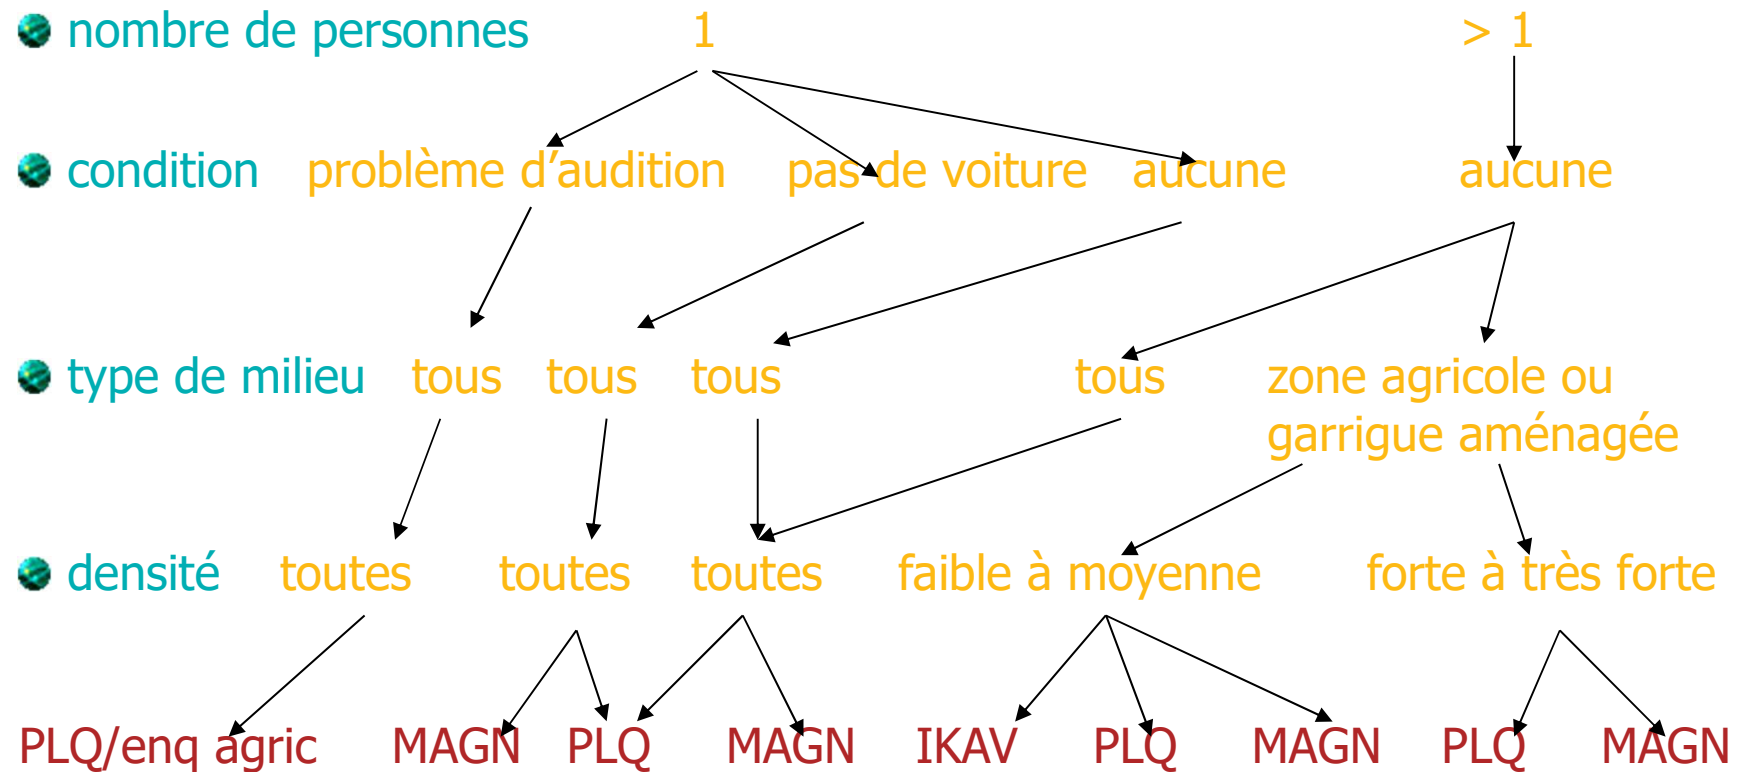 nombre de personnes 1 > 1
condition problème d’audition pas de voiture aucune aucune
type de milieu tous tous tous tous zone agricole ou
garrigue aménagée
densité toutes toutes toutes faible à moyenne forte à très forte
PLQ/enq agric MAGN PLQ MAGN IKAV PLQ MAGN PLQ MAGN